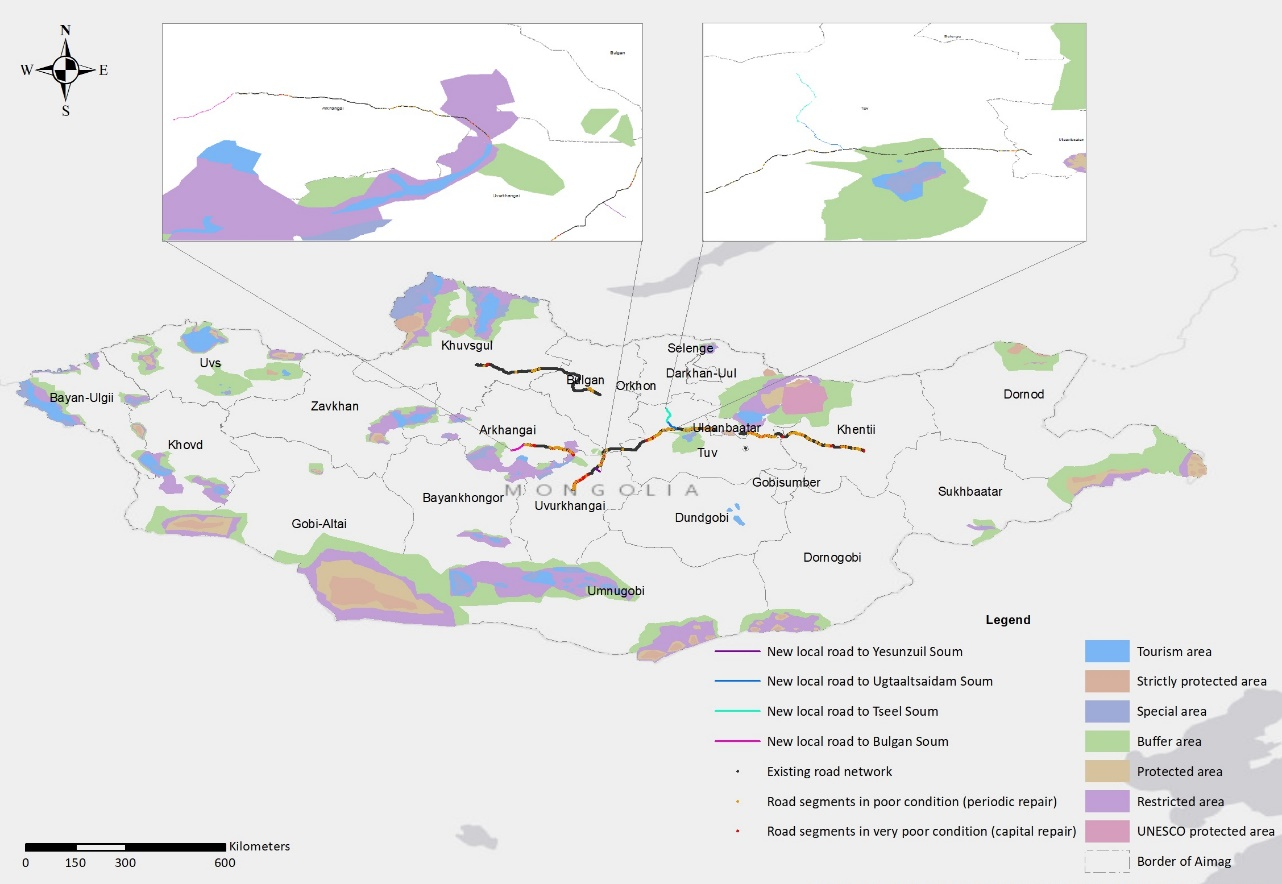 N
W E
S
Bulgan
Arkhangai
Uvurkhangai
Selenge
Tuv
Ulaanbaatar
Khuvsgul
Selenge
Uvs
Darkhan-Uul
Bulgan
Orkhon
Bayan-Ulgii
Dornod
Zavkhan
Arkhangai
Ulaanbaatar
Khentii
Khovd
Tuv
Gobisumber
MONGOLIA
Sukhbaatar
Bayankhongor
Uvurkhangai
Dundgobi
Gobi-Altai
Dornogobi
Umnugobi
Legend
New local road to Yesunzuil Soum
New local road to Ugtaaltsaidam Soum
New local road to Tseel Soum
New local road to Bulgan Soum
Existing road network
Road segments in poor condition (periodic repair)
Road segments in very poor condition (capital repair)
Tourism area
Strictly protected area
Special area
Buffer area
Protected area
Restricted area
UNESCO protected area
Border of Aimag
Kilometers
0 150 300 600